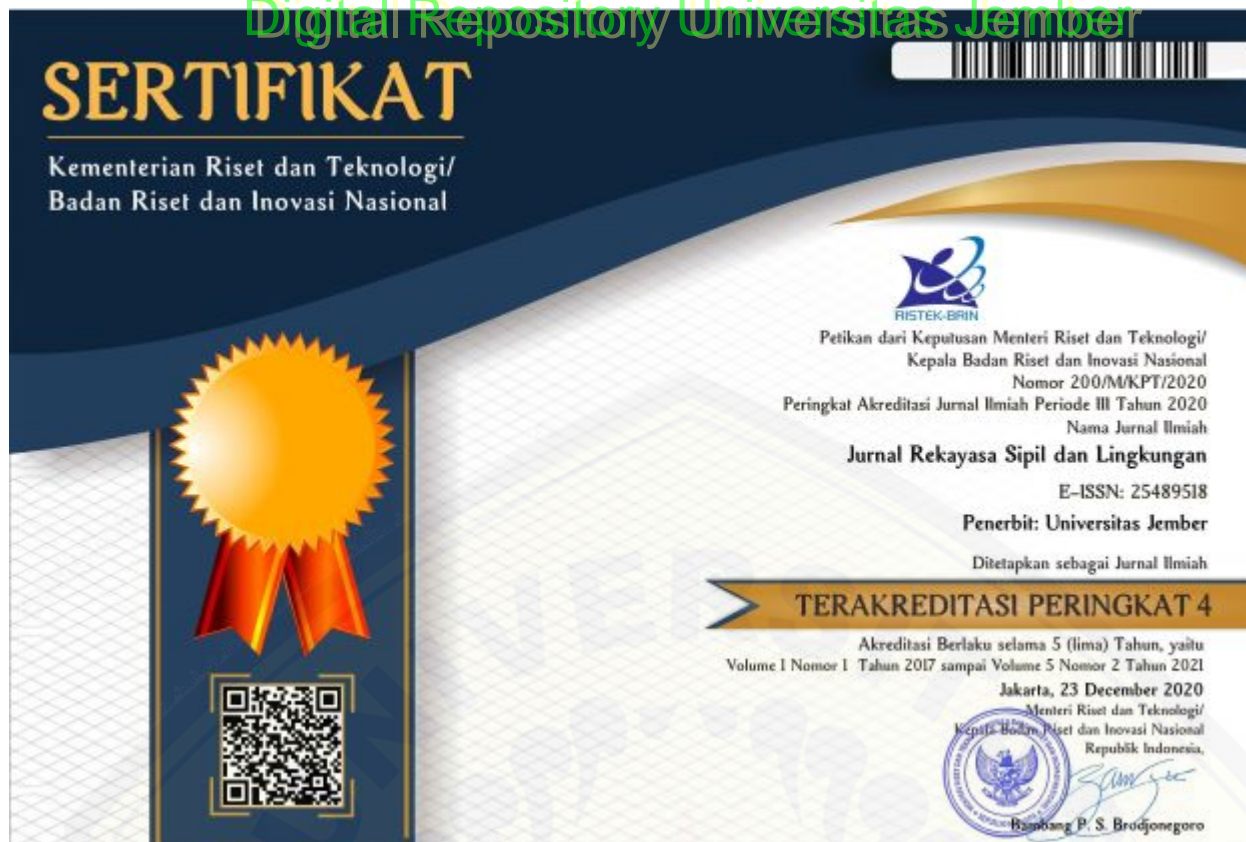 Digital Repository Universitas Jember
SERTIFIKAT
Kementerian Riset dan Teknologi/
Badan Riset dan Inovasi Nasional
RISTEK-BRIN
Petikan dari Keputusan Menteri Riset dan Teknologi/
Kepala Badan Riset dan Inovasi Nasional
Nomor 200/M/KPT/2020
Peringkat Akreditasi Jurnal Ilmiah Periode III Tahun 2020
Nama Jurnal Ilmiah
Jurnal Rekayasa Sipil dan Lingkungan
E-ISSN: 25489518
Penerbit: Universitas Jember
Ditetapkan sebagai Jurnal Ilmiah
TERAKREDITASI PERINGKAT 4
Akreditasi Berlaku selama 5 (lima) Tahun, yaitu
Volume 1 Nomor 1 Tahun 2017 sampai Volume 5 Nomor 2 Tahun 2021
Jakarta, 23 December 2020
Menteri Riset dan Teknologi/
Kepala Badan Riset dan Inovasi Nasional
Republik Indonesia,
Bambang P. S. Brodjonegoro